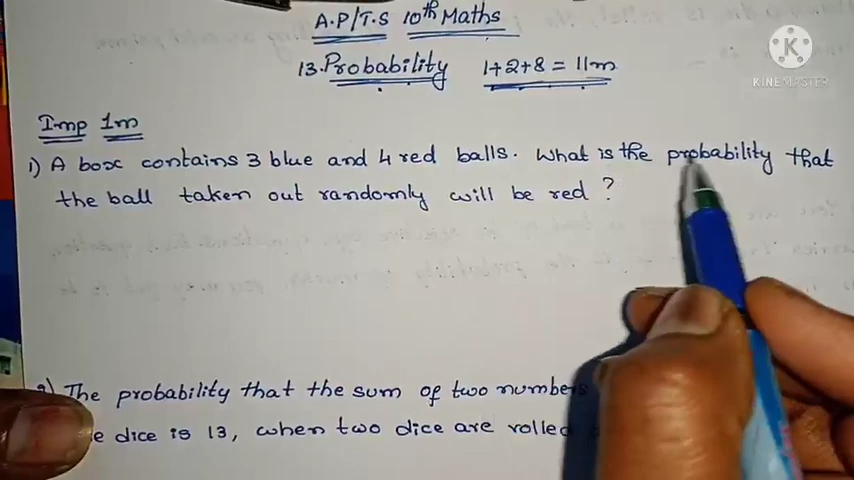 A.P/T.S 10th Maths
13. Probability 1+2+8 = 11m
KINEMASTER
Imp 1m
1) A box contains 3 blue and 4 red balls. What is the probability that
the ball taken out randomly will be red ?
The probability that the sum of two numbers
dice is 13, when two dice are rolled